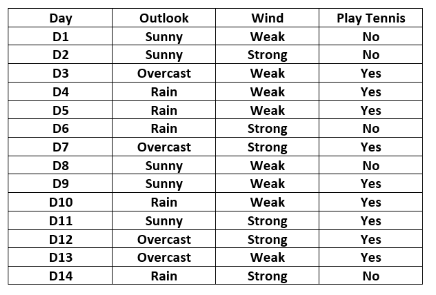 Day Outlook Wind Play Tennis
D1 Sunny Weak No
D2 Sunny Strong No
D3 Overcast Weak Yes
D4 Rain Weak Yes
D5 Rain Weak Yes
D6 Rain Strong No
D7 Overcast Strong Yes
D8 Sunny Weak No
D9 Sunny Weak Yes
D10 Rain Weak Yes
D11 Sunny Strong Yes
D12 Overcast Strong Yes
D13 Overcast Weak Yes
D14 Rain Strong No